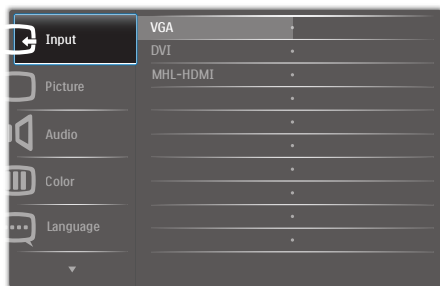 Input
Picture
Audio
Color
Language
VGA
DVI
MHL-HDMI